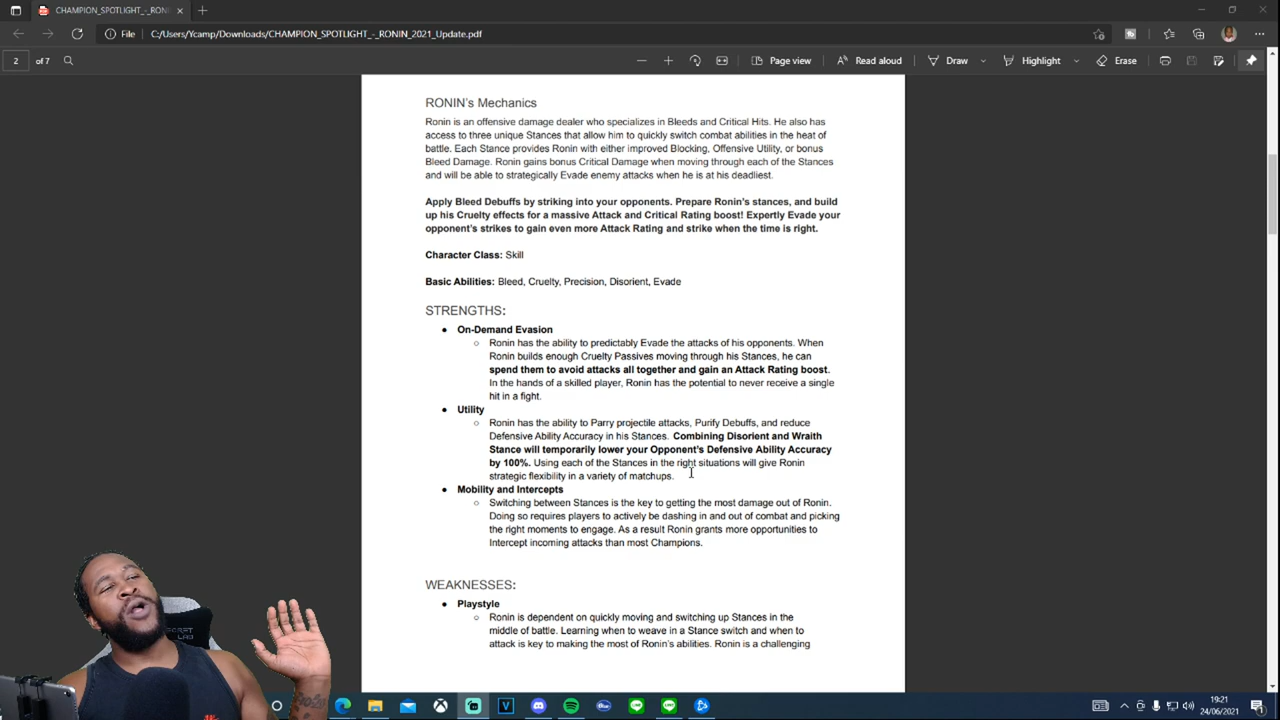 CHAMPION_SPOTLIGHT_-_RONI
File
C:/Users/Ycamp/Downloads/CHAMPION_SPOTLIGHT_-_RONIN_2021_Update.pdf
2 of 7
Page view
Read aloud
Draw
Highlight
Erase
RONIN's Mechanics
Ronin is an offensive damage dealer who specializes in Bleeds and Critical Hits. He also has
access to three unique Stances that allow him to quickly switch combat abilities in the heat of
battle. Each Stance provides Ronin with either improved Blocking, Offensive Utility, or bonus
Bleed Damage. Ronin gains bonus Critical Damage when moving through each of the Stances
and will be able to strategically Evade enemy attacks when he is at his deadliest.
Apply Bleed Debuffs by striking into your opponents. Prepare Ronin's stances, and build
up his Cruelty effects for a massive Attack and Critical Rating boost! Expertly Evade your
opponent's strikes to gain even more Attack Rating and strike when the time is right.
Character Class: Skill
Basic Abilities: Bleed, Cruelty, Precision, Disorient, Evade
STRENGTHS:
● On-Demand Evasion
○ Ronin has the ability to predictably Evade the attacks of his opponents. When
Ronin builds enough Cruelty Passives moving through his Stances, he can
spend them to avoid attacks all together and gain an Attack Rating boost.
In the hands of a skilled player, Ronin has the potential to never receive a single
hit in a fight.
● Utility
○ Ronin has the ability to Parry projectile attacks, Purify Debuffs, and reduce
Defensive Ability Accuracy in his Stances. Combining Disorient and Wraith
Stance will temporarily lower your Opponent's Defensive Ability Accuracy
by 100%. Using each of the Stances in the right situations will give Ronin
strategic flexibility in a variety of matchups.
● Mobility and Intercepts
○ Switching between Stances is the key to getting the most damage out of Ronin.
Doing so requires players to actively be dashing in and out of combat and picking
the right moments to engage. As a result Ronin grants more opportunities to
Intercept incoming attacks than most Champions.
WEAKNESSES:
● Playstyle
○ Ronin is dependent on quickly moving and switching up Stances in the
middle of battle. Learning when to weave in a Stance switch and when to
attack is key to making the most of Ronin's abilities. Ronin is a challenging
19:21
24/06/2021